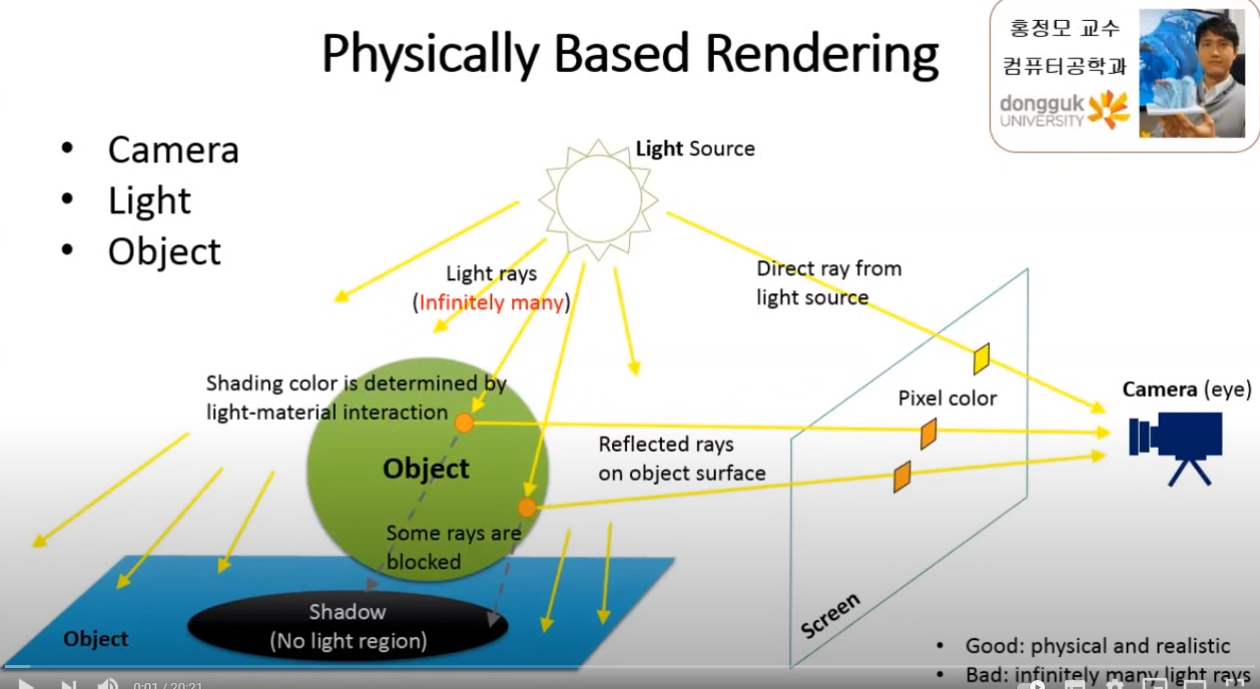 Physically Based Rendering
홍정모 교수
컴퓨터공학과
dongguk
UNIVERSITY
• Camera
• Light
• Object
Light Source
Light rays
(Infinitely many)
Direct ray from
light source
Shading color is determined by
light-material interaction
Pixel color
Camera (eye)
Object
Reflected rays
on object surface
Some rays are
blocked
Shadow
(No light region)
Object
Screen
• Good: physical and realistic
• Bad: infinitely many light rays
0:01 / 20:21